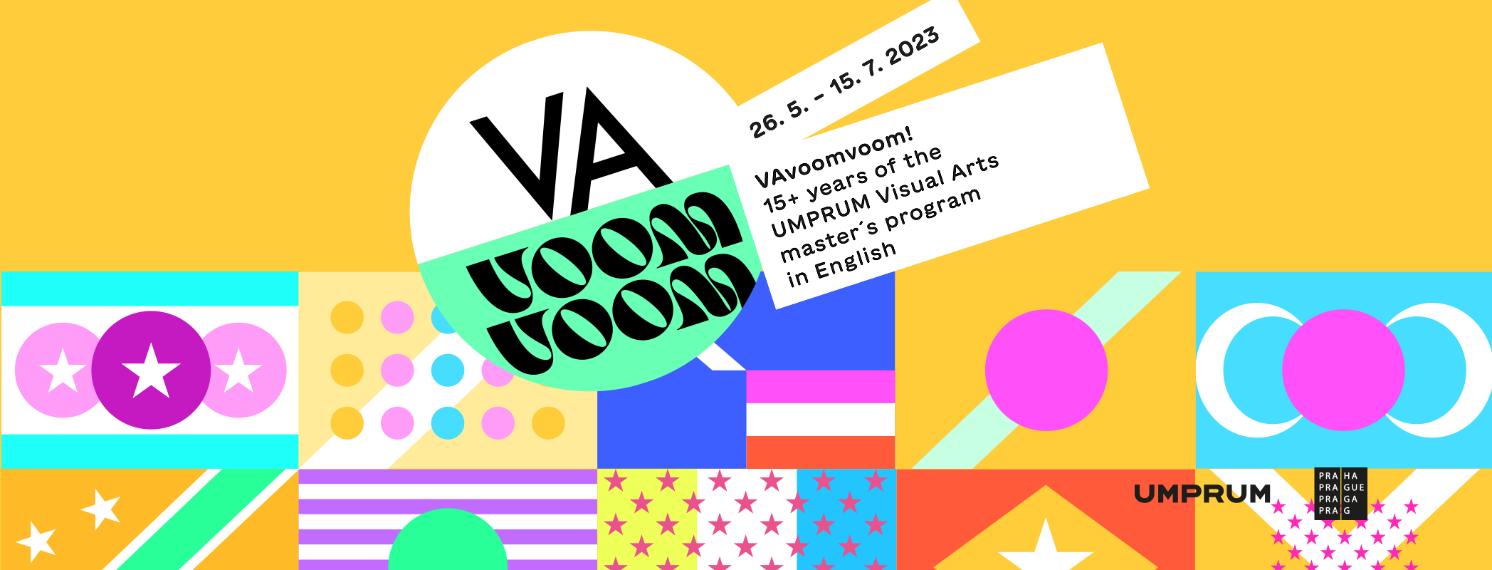 VA
VOOM
VOOM
26. 5. – 15. 7. 2023
VAvoomvoom!
15+ years of the
UMPRUM Visual Arts
master´s program
in English
UMPRUM
PRA HA
PRA GUE
PRA GA
PRA G